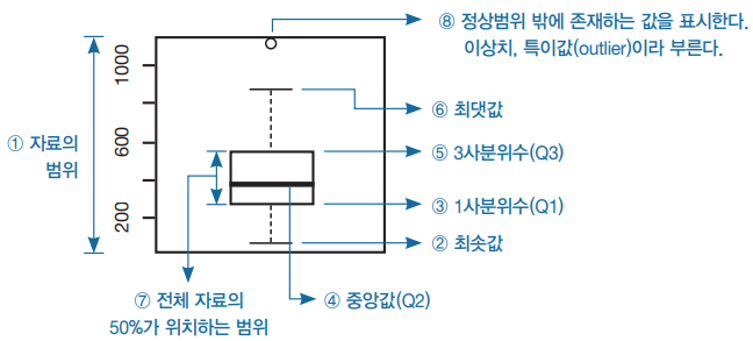 ⑧ 정상범위 밖에 존재하는 값을 표시한다.
이상치, 특이값(outlier)이라 부른다.
1000
600
200
① 자료의
범위
⑥ 최댓값
⑤ 3사분위수(Q3)
③ 1사분위수(Q1)
② 최솟값
⑦ 전체 자료의
50%가 위치하는 범위
④ 중앙값(Q2)